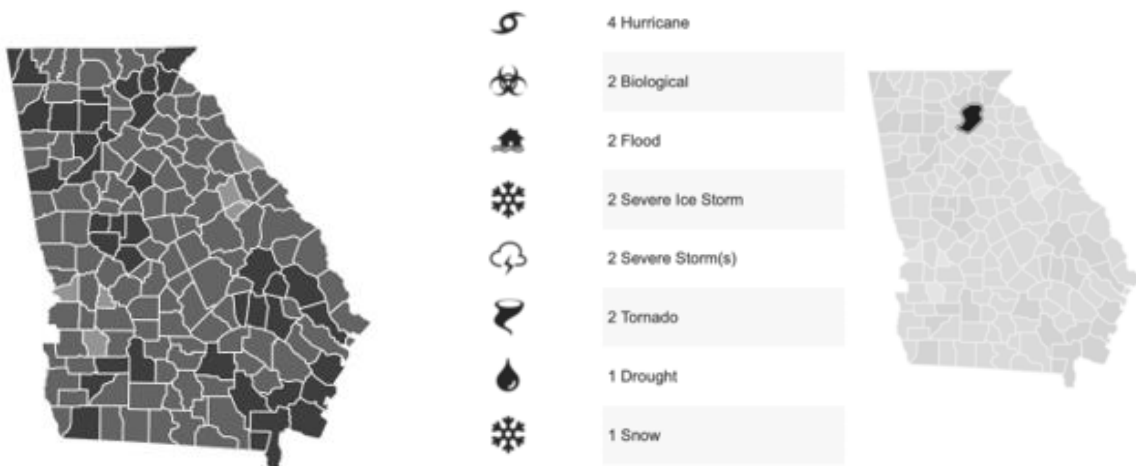 4 Hurricane
2 Biological
2 Flood
2 Severe Ice Storm
2 Severe Storm(s)
2 Tornado
1 Drought
1 Snow